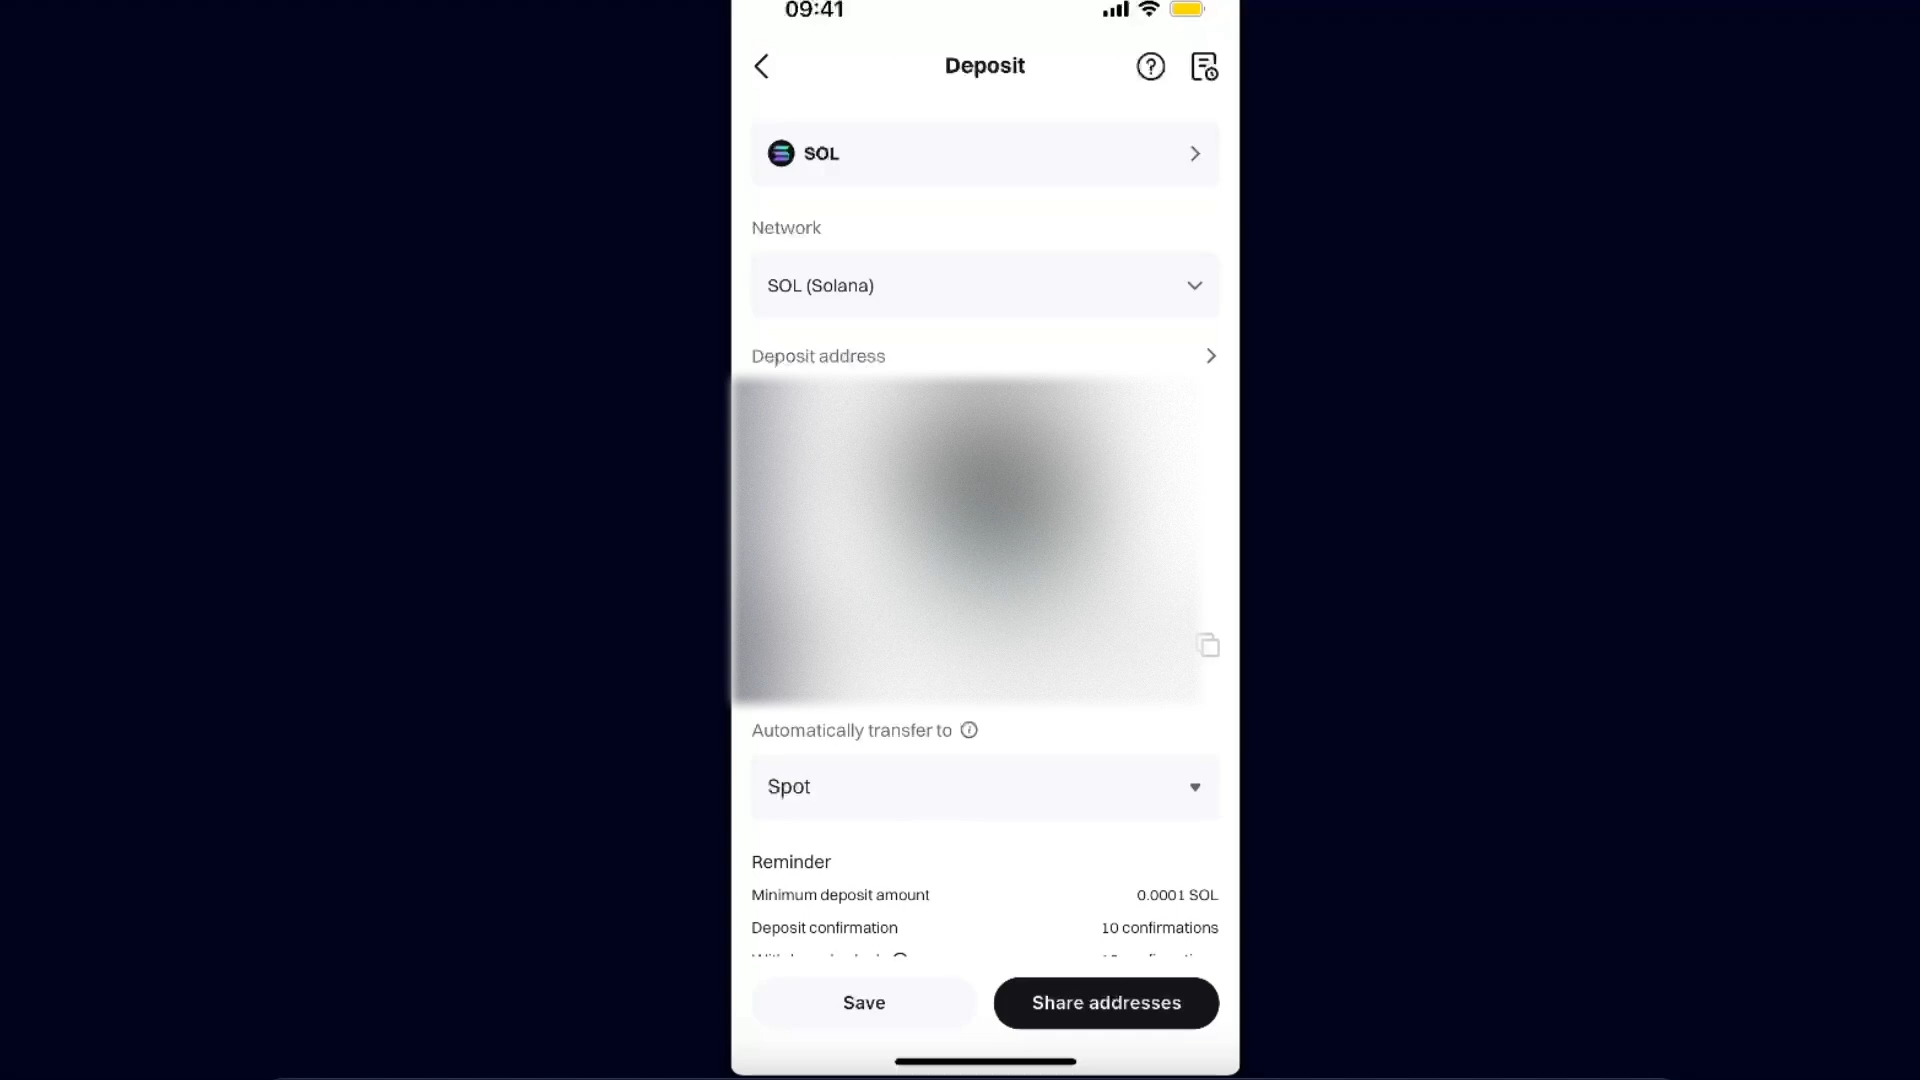 09:41
Deposit
SOL
Network
SOL (Solana)
Deposit address
Automatically transfer to
Spot
Reminder
Minimum deposit amount 0.0001 SOL
Deposit confirmation 10 confirmations
Save
Share addresses